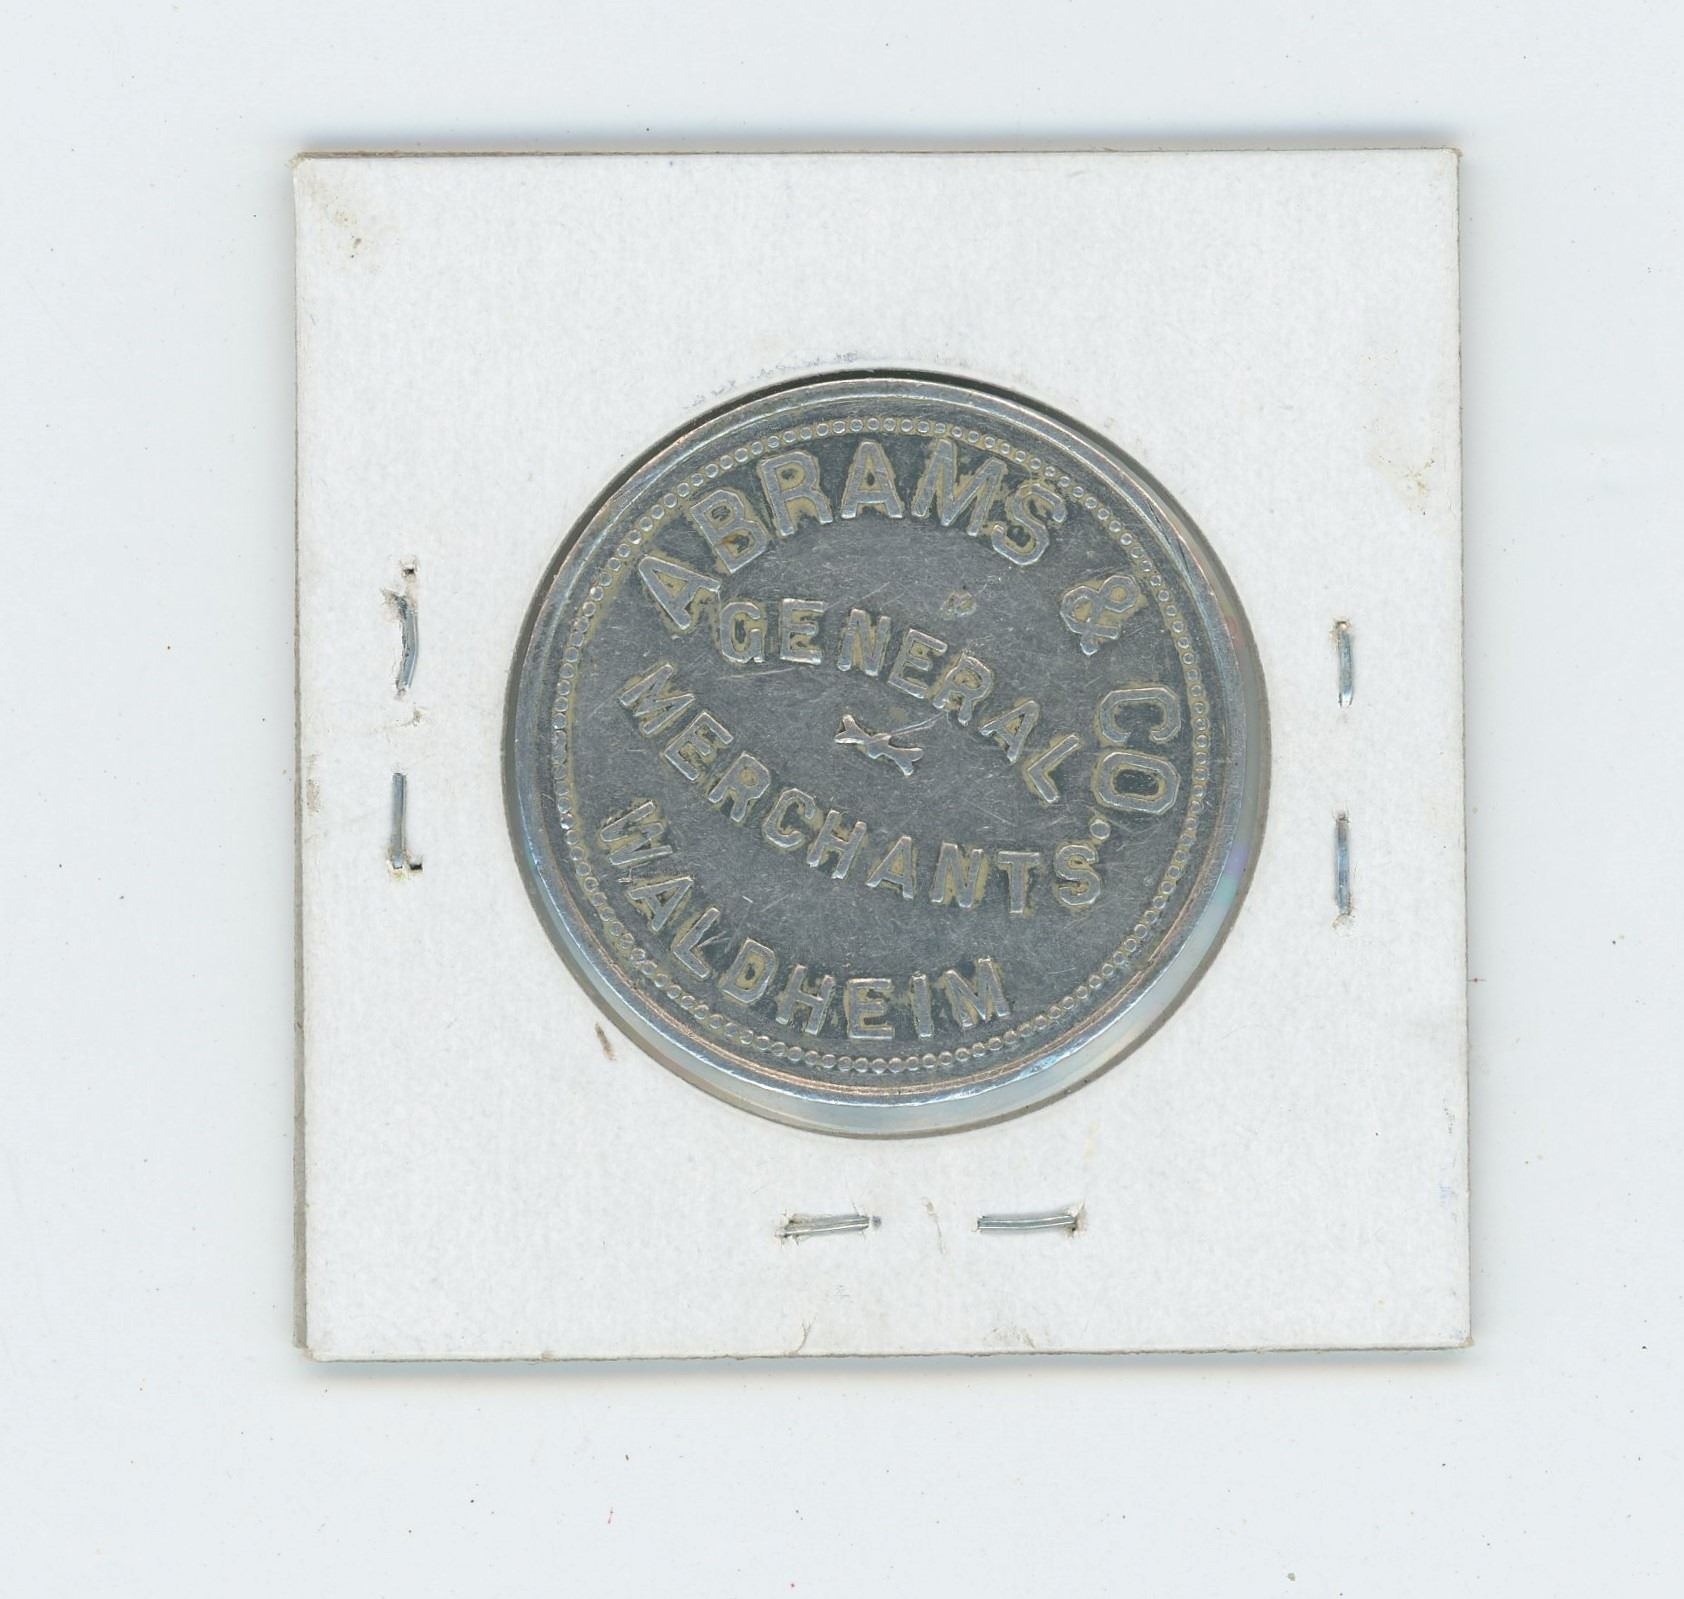 ABRAMS & CO.
GENERAL
MERCHANTS
WALDHEIM